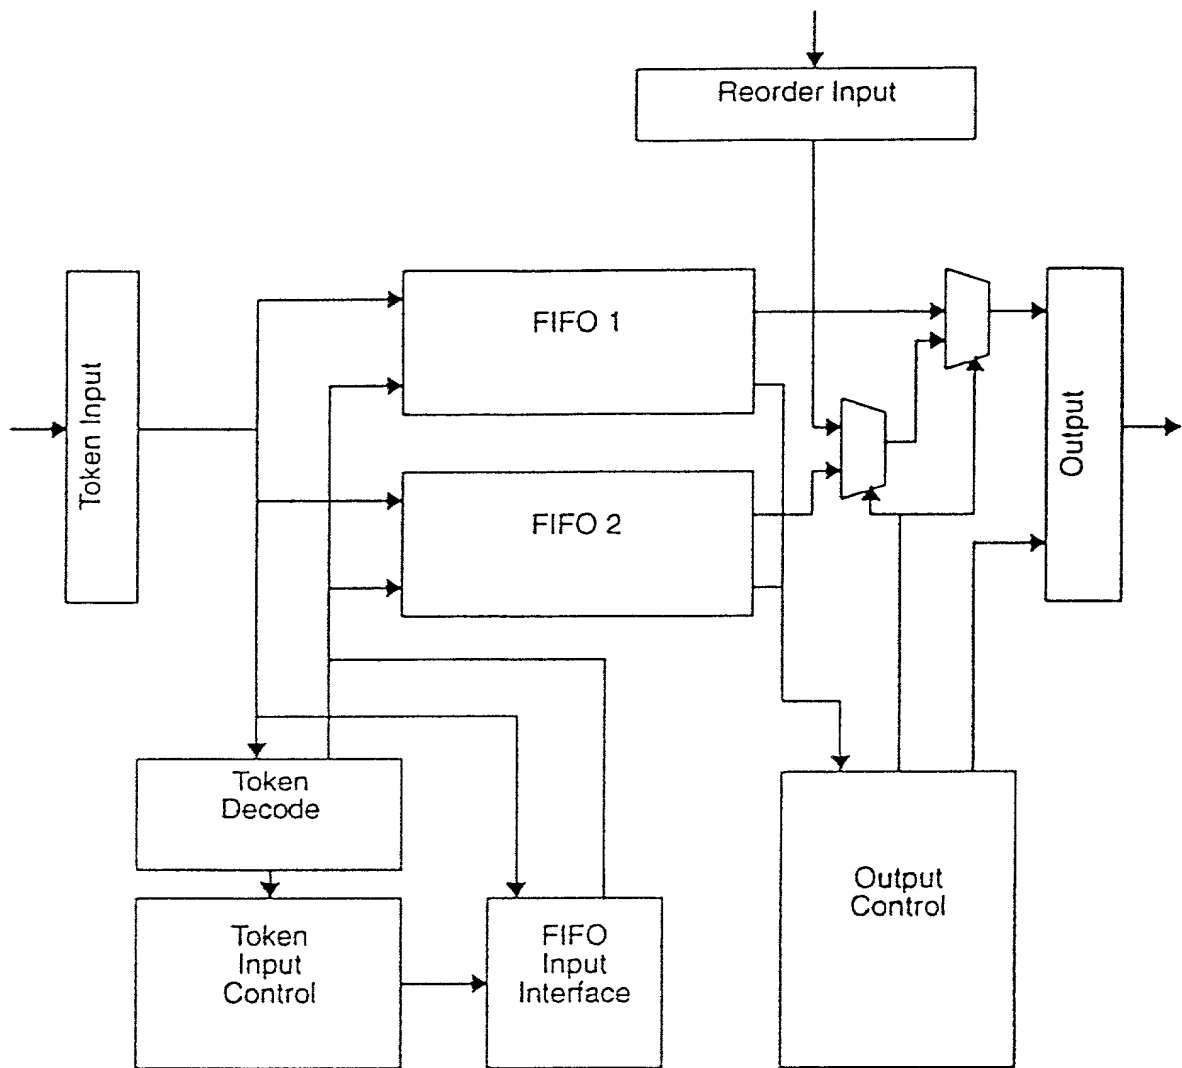 Reorder Input
Token Input
FIFO 1
FIFO 2
Output
Token
Decode
Token
Input
Control
FIFO
Input
Interface
Output
Control